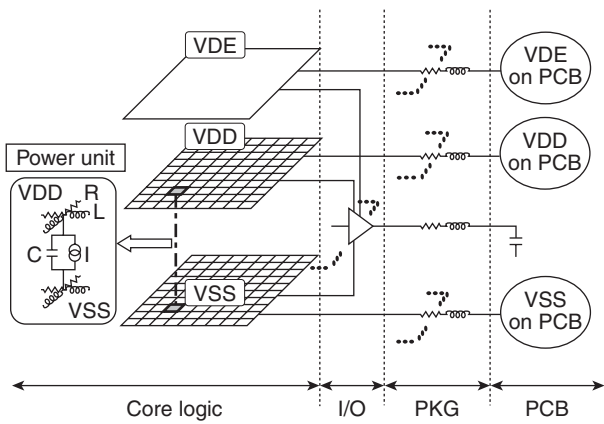 VDE
VDE
on PCB
VDD
VDD
on PCB
Power unit
VDD
R
L
C
I
VSS
VSS
VSS
on PCB
Core logic
I/O
PKG
PCB